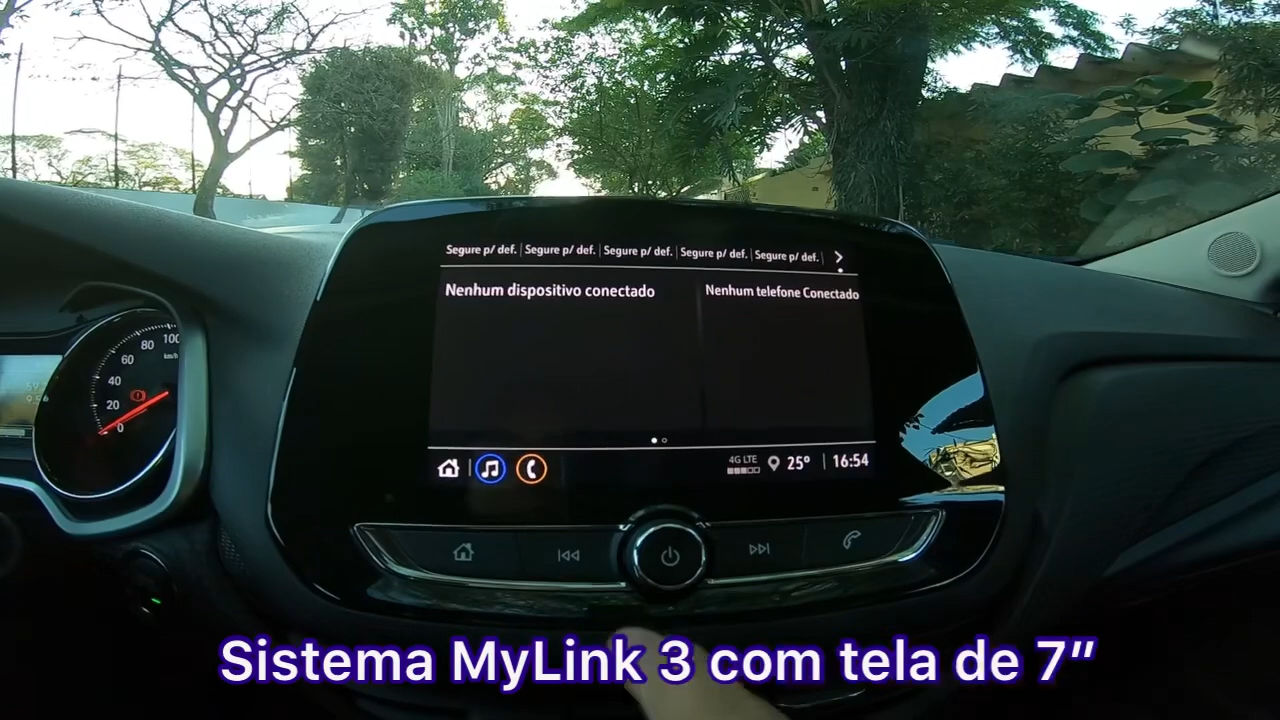 Segure p/ def. Segure p/ def. Segure p/ def. Segure p/ def. Segure p/ def.
Nenhum dispositivo conectado
Nenhum telefone Conectado
100
80
km/h
60
40
20
0
4G LTE
25° 16:54
Sistema MyLink 3 com tela de 7"